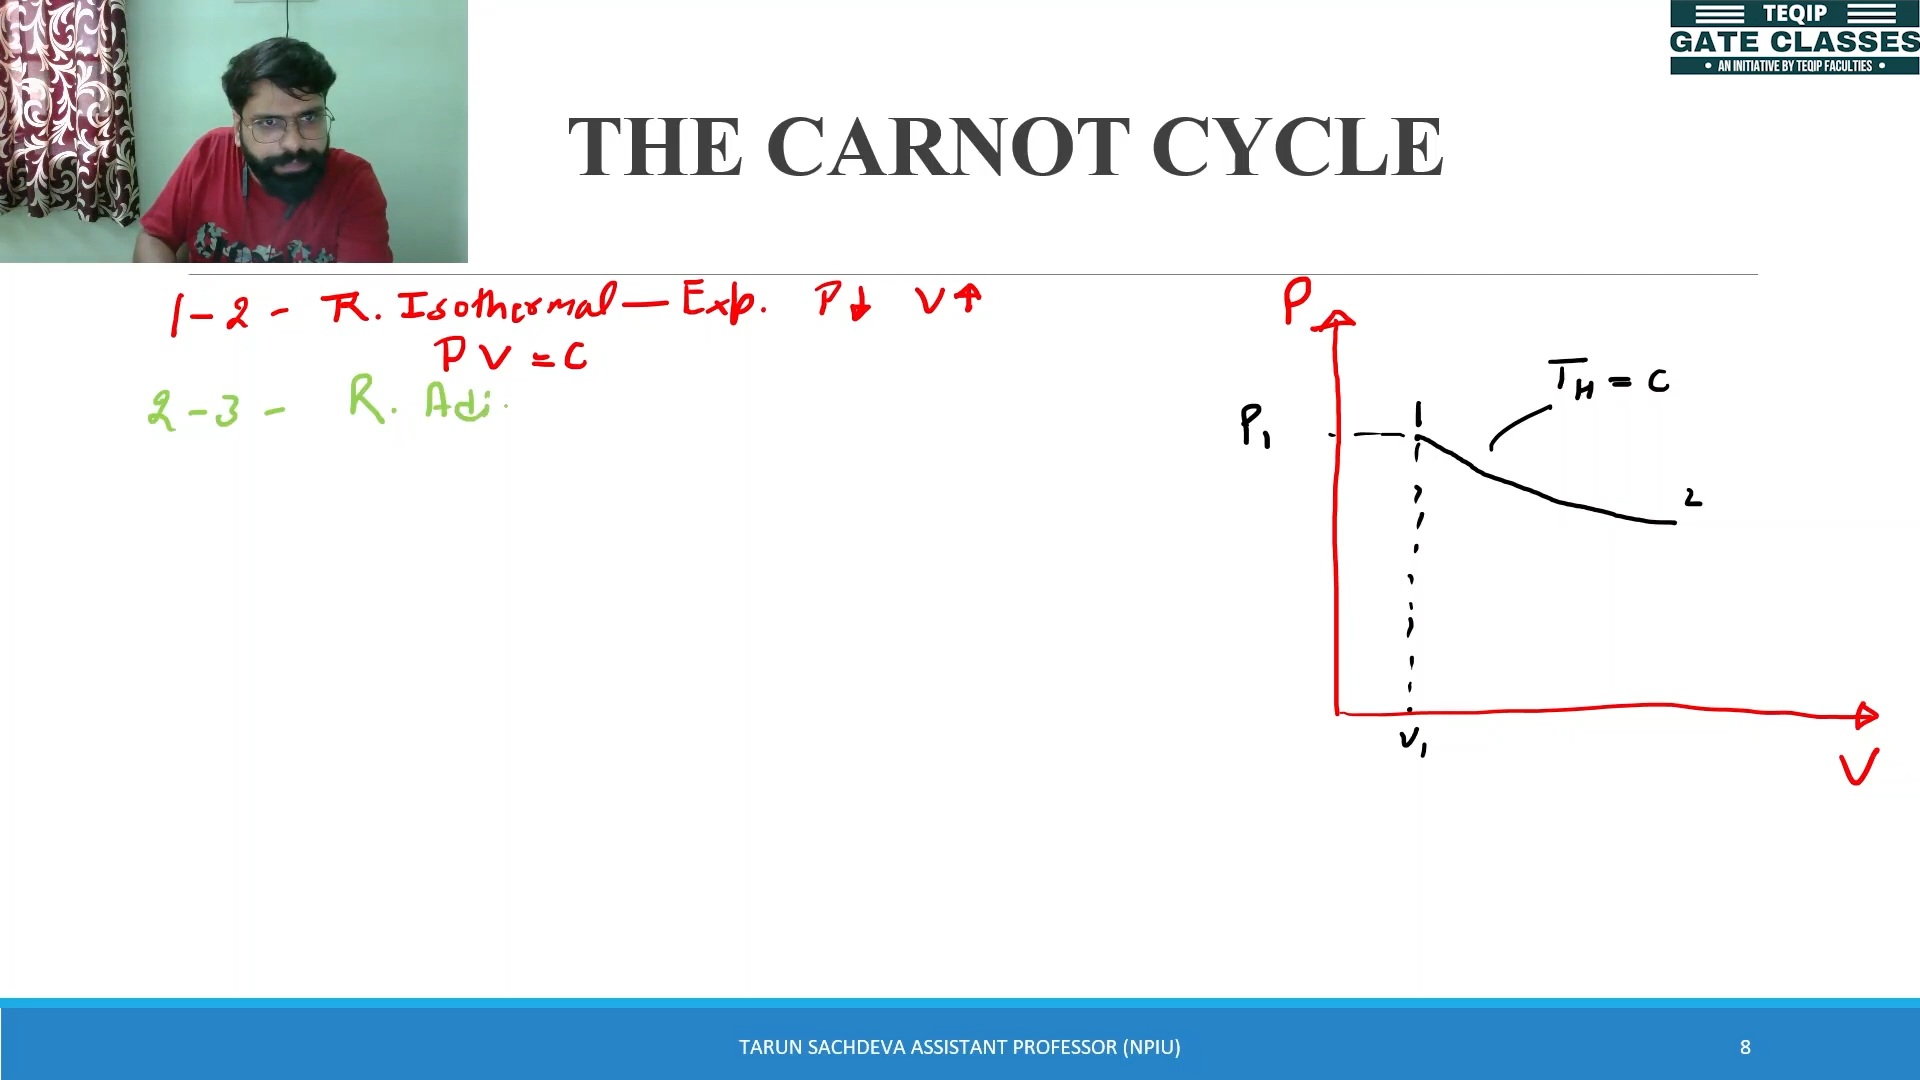 TEQIP
GATE CLASSES
• AN INITIATIVE BY TEQIP FACULTIES •
THE CARNOT CYCLE
1-2 - R. Isothermal — Exp. P↓ V↑
PV = C
2-3 - R. Adi.
P
T_H = C
P₁
1
2
V₁
V
TARUN SACHDEVA ASSISTANT PROFESSOR (NPIU)
8